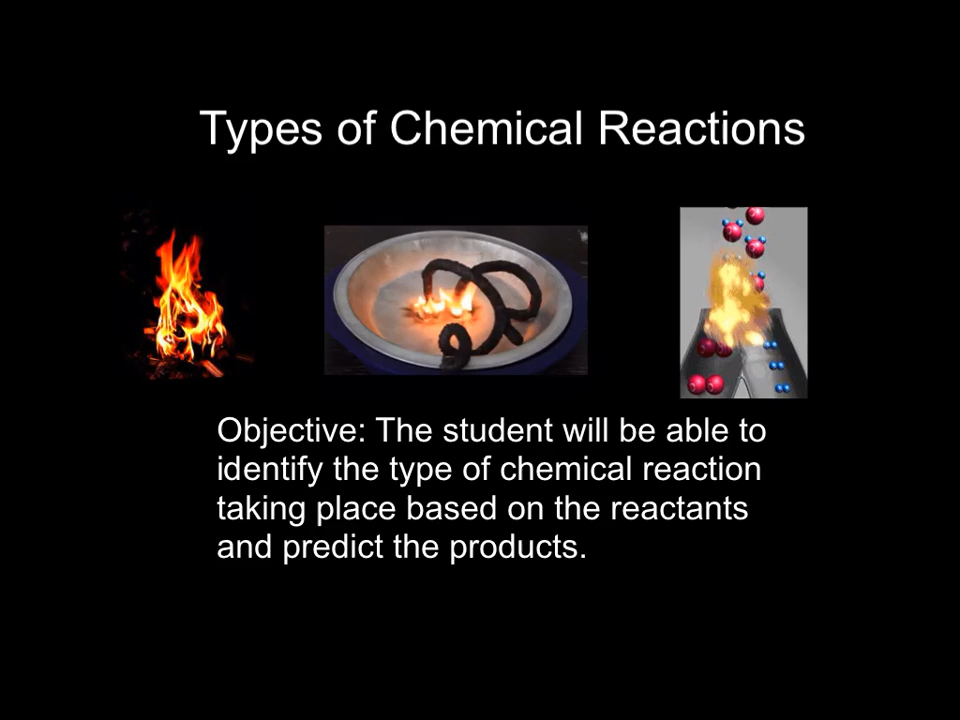 Types of Chemical Reactions
Objective: The student will be able to
identify the type of chemical reaction
taking place based on the reactants
and predict the products.